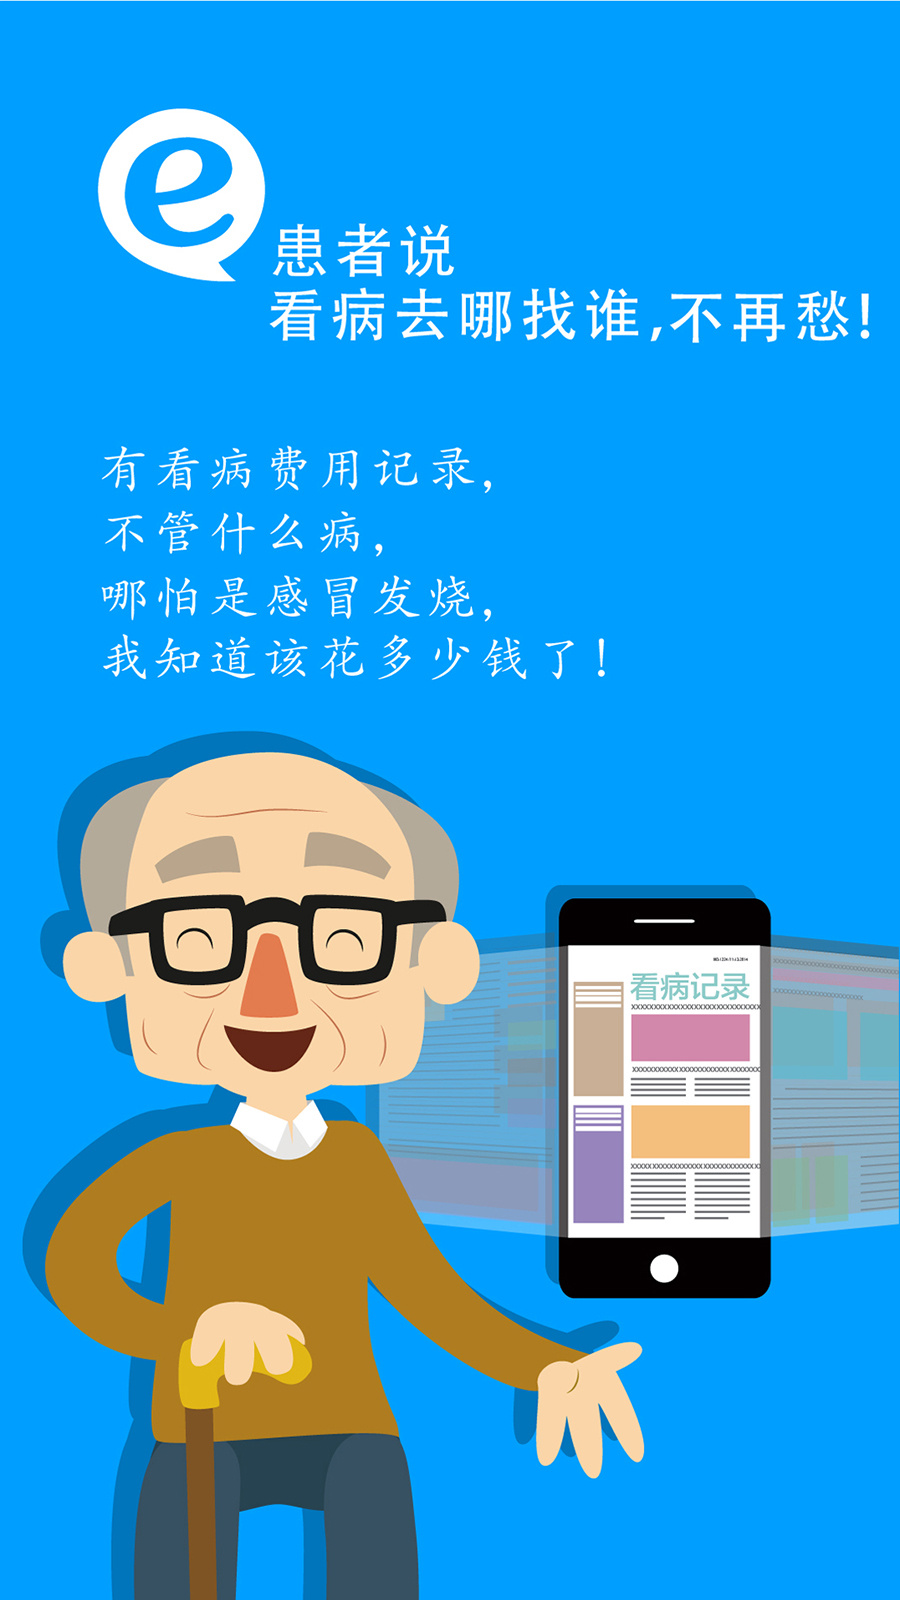 e
患者说
看病去哪找谁,不再愁!
有看病费用记录,
不管什么病,
哪怕是感冒发烧,
我知道该花多少钱了!
看病记录